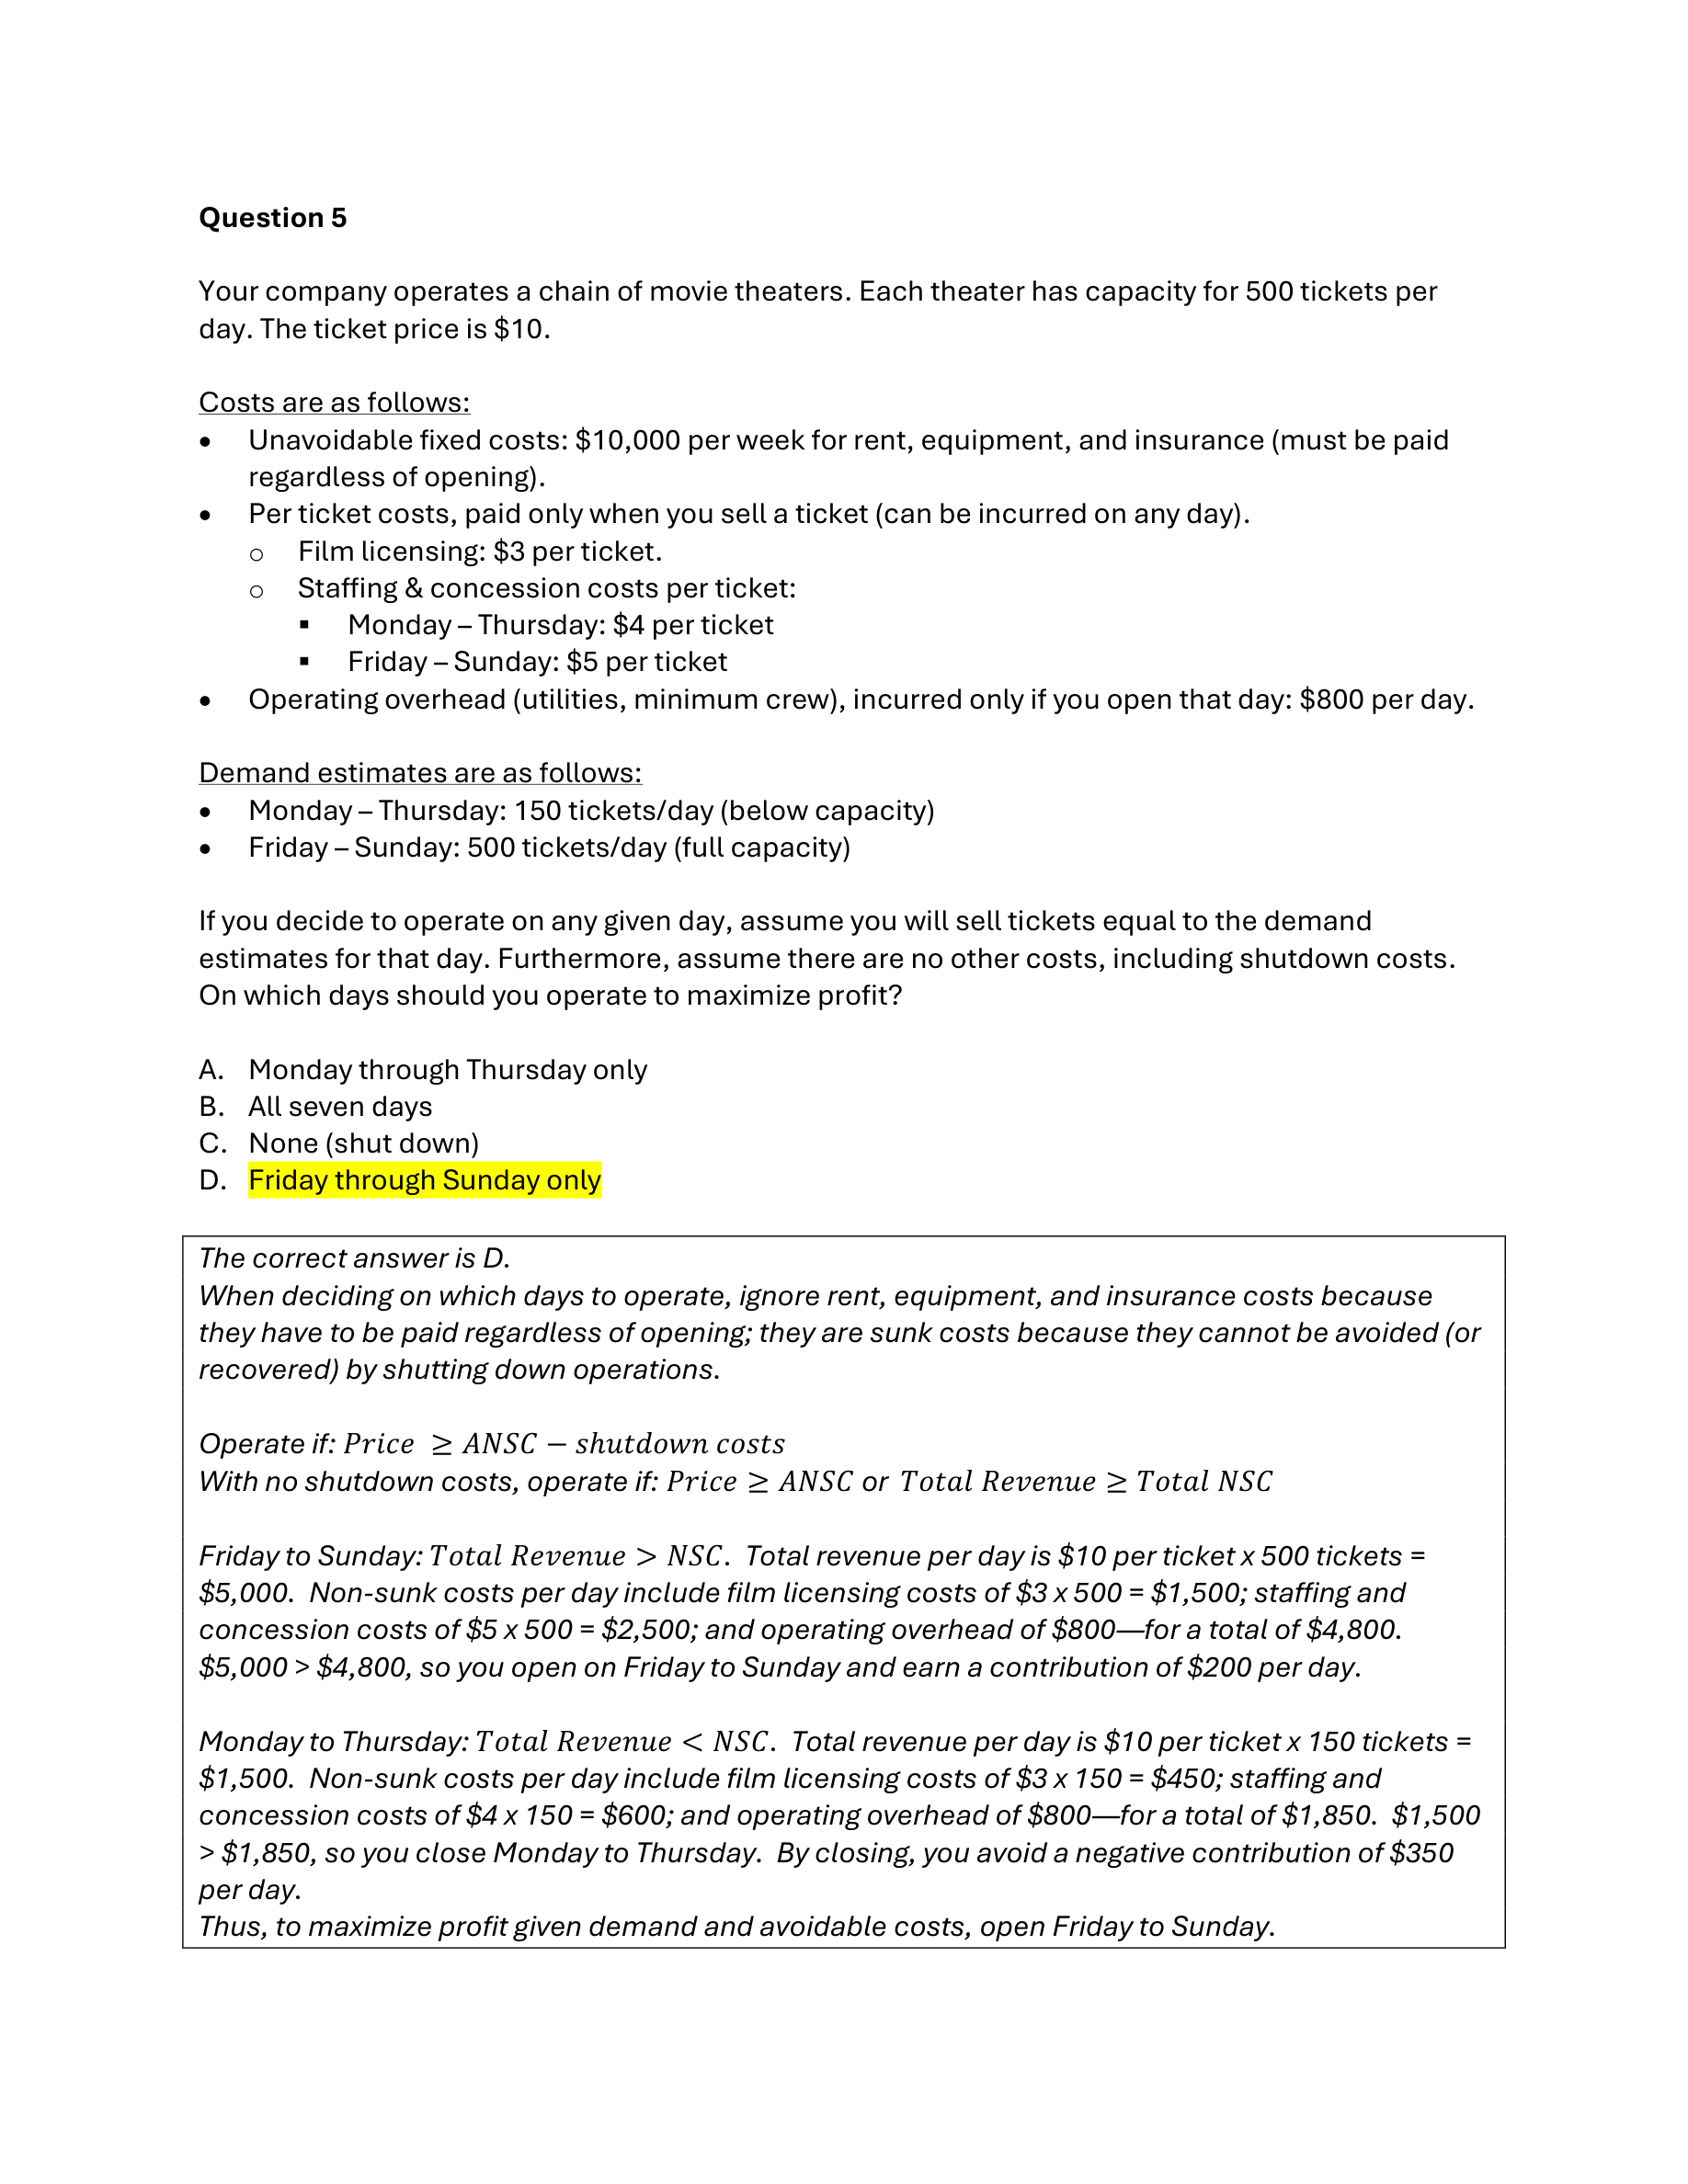 Question 5
Your company operates a chain of movie theaters. Each theater has capacity for 500 tickets per
day. The ticket price is $10.
Costs are as follows:
• Unavoidable fixed costs: $10,000 per week for rent, equipment, and insurance (must be paid
regardless of opening).
• Per ticket costs, paid only when you sell a ticket (can be incurred on any day).
o Film licensing: $3 per ticket.
o Staffing & concession costs per ticket:
▪ Monday – Thursday: $4 per ticket
▪ Friday – Sunday: $5 per ticket
• Operating overhead (utilities, minimum crew), incurred only if you open that day: $800 per day.
Demand estimates are as follows:
• Monday – Thursday: 150 tickets/day (below capacity)
• Friday – Sunday: 500 tickets/day (full capacity)
If you decide to operate on any given day, assume you will sell tickets equal to the demand
estimates for that day. Furthermore, assume there are no other costs, including shutdown costs.
On which days should you operate to maximize profit?
A. Monday through Thursday only
B. All seven days
C. None (shut down)
D. Friday through Sunday only
The correct answer is D.
When deciding on which days to operate, ignore rent, equipment, and insurance costs because
they have to be paid regardless of opening; they are sunk costs because they cannot be avoided (or
recovered) by shutting down operations.
Operate if: Price ≥ ANSC − shutdown costs
With no shutdown costs, operate if: Price ≥ ANSC or Total Revenue ≥ Total NSC
Friday to Sunday: Total Revenue > NSC. Total revenue per day is $10 per ticket x 500 tickets =
$5,000. Non-sunk costs per day include film licensing costs of $3 x 500 = $1,500; staffing and
concession costs of $5 x 500 = $2,500; and operating overhead of $800—for a total of $4,800.
$5,000 > $4,800, so you open on Friday to Sunday and earn a contribution of $200 per day.
Monday to Thursday: Total Revenue < NSC. Total revenue per day is $10 per ticket x 150 tickets =
$1,500. Non-sunk costs per day include film licensing costs of $3 x 150 = $450; staffing and
concession costs of $4 x 150 = $600; and operating overhead of $800—for a total of $1,850. $1,500
> $1,850, so you close Monday to Thursday. By closing, you avoid a negative contribution of $350
per day.
Thus, to maximize profit given demand and avoidable costs, open Friday to Sunday.